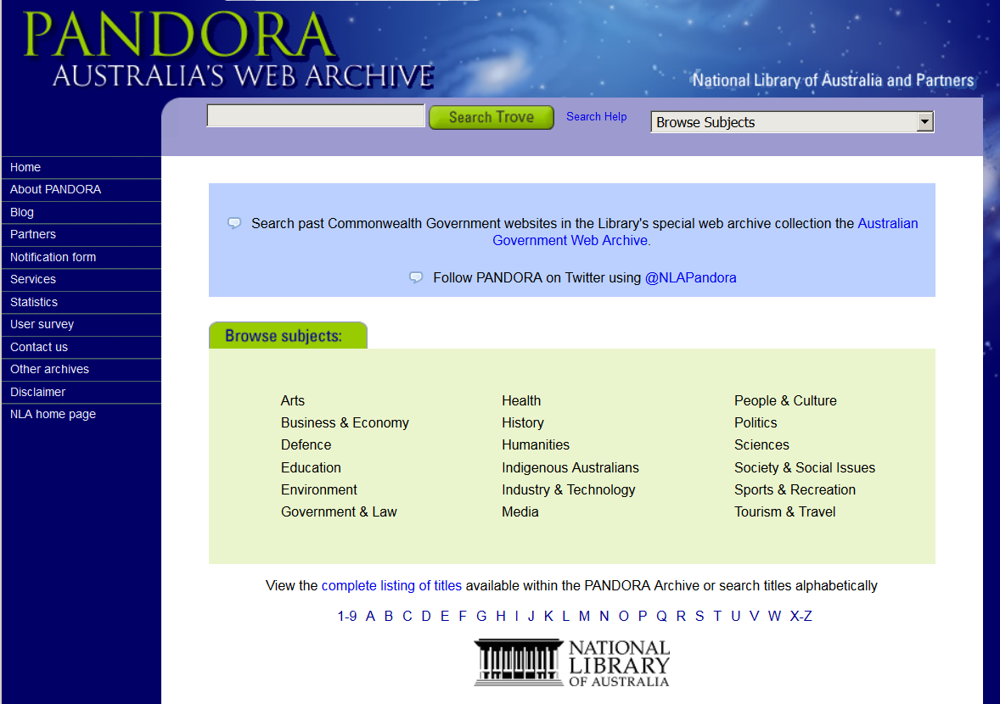 PANDORA
AUSTRALIA'S WEB ARCHIVE
National Library of Australia and Partners
Search Trove
Search Help
Browse Subjects
Home
About PANDORA
Blog
Partners
Notification form
Services
Statistics
User survey
Contact us
Other archives
Disclaimer
NLA home page
Search past Commonwealth Government websites in the Library's special web archive collection the Australian
Government Web Archive.
Follow PANDORA on Twitter using @NLAPandora
Browse subjects:
Arts
Business & Economy
Defence
Education
Environment
Government & Law
Health
History
Humanities
Indigenous Australians
Industry & Technology
Media
People & Culture
Politics
Sciences
Society & Social Issues
Sports & Recreation
Tourism & Travel
View the complete listing of titles available within the PANDORA Archive or search titles alphabetically
1-9 A B C D E F G H I J K L M N O P Q R S T U V W X-Z
NATIONAL
LIBRARY
OF AUSTRALIA